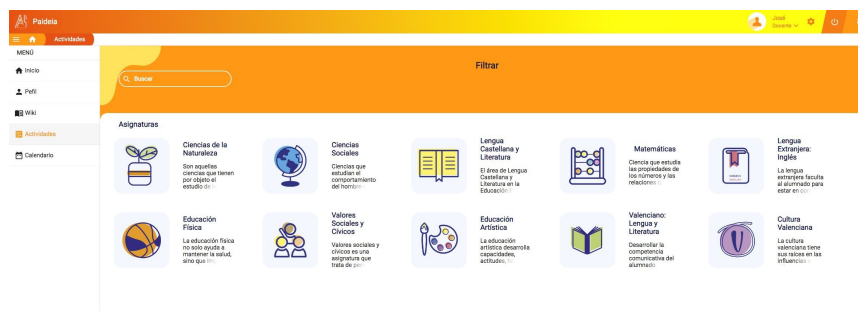 Paideia
José
Docente
Actividades
MENÚ
Inicio
Pefil
Wiki
Actividades
Calendario
Filtrar
Buscar
Asignaturas
Ciencias de la
Naturaleza
Son aquellas
ciencias que tienen
por objeto el
estudio de
Ciencias
Sociales
Ciencias que
estudian el
comportamiento
del hombre
Lengua
Castellana y
Literatura
El área de Lengua
Castellana y
Literatura en la
Educación
Matemáticas
Ciencia que estudia
las propiedades de
los números y las
relaciones
Lengua
Extranjera:
Inglés
La lengua
extranjera faculta
al alumnado para
estar en con
Educación
Física
La educación física
no solo ayuda a
mantener la salud,
sino que
Valores
Sociales y
Cívicos
Valores sociales y
cívicos es una
asignatura que
trata de pen
Educación
Artística
La educación
artística desarrolla
capacidades,
actitudes,
Valenciano:
Lengua y
Literatura
Desarrollar la
competencia
comunicativa del
alumnado
Cultura
Valenciana
La cultura
valenciana tiene
sus raíces en las
influencias